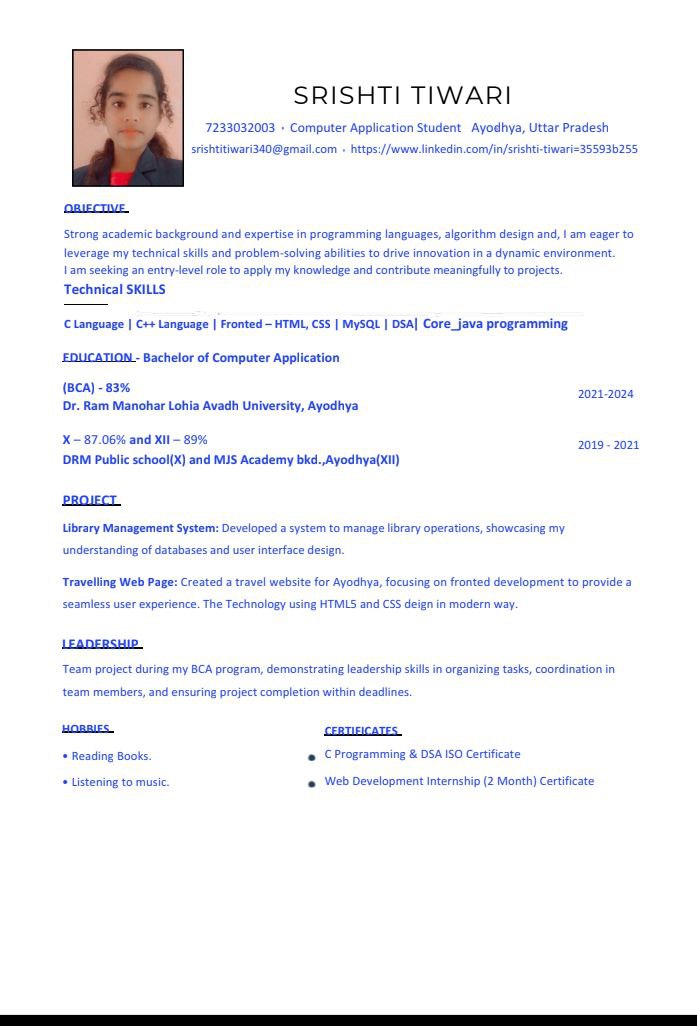 SRISHTI TIWARI
7233032003 · Computer Application Student Ayodhya, Uttar Pradesh
srishtitiwari340@gmail.com · https://www.linkedin.com/in/srishti-tiwari=35593b255
OBJECTIVE
Strong academic background and expertise in programming languages, algorithm design and, I am eager to
leverage my technical skills and problem-solving abilities to drive innovation in a dynamic environment.
I am seeking an entry-level role to apply my knowledge and contribute meaningfully to projects.
Technical SKILLS
C Language | C++ Language | Fronted – HTML, CSS | MySQL | DSA| Core_java programming
EDUCATION - Bachelor of Computer Application
(BCA) - 83%
2021-2024
Dr. Ram Manohar Lohia Avadh University, Ayodhya
X – 87.06% and XII – 89%
2019 - 2021
DRM Public school(X) and MJS Academy bkd.,Ayodhya(XII)
PROJECT
Library Management System: Developed a system to manage library operations, showcasing my
understanding of databases and user interface design.
Travelling Web Page: Created a travel website for Ayodhya, focusing on fronted development to provide a
seamless user experience. The Technology using HTML5 and CSS deign in modern way.
LEADERSHIP
Team project during my BCA program, demonstrating leadership skills in organizing tasks, coordination in
team members, and ensuring project completion within deadlines.
HOBBIES
• Reading Books.
• Listening to music.
CERTIFICATES
● C Programming & DSA ISO Certificate
● Web Development Internship (2 Month) Certificate